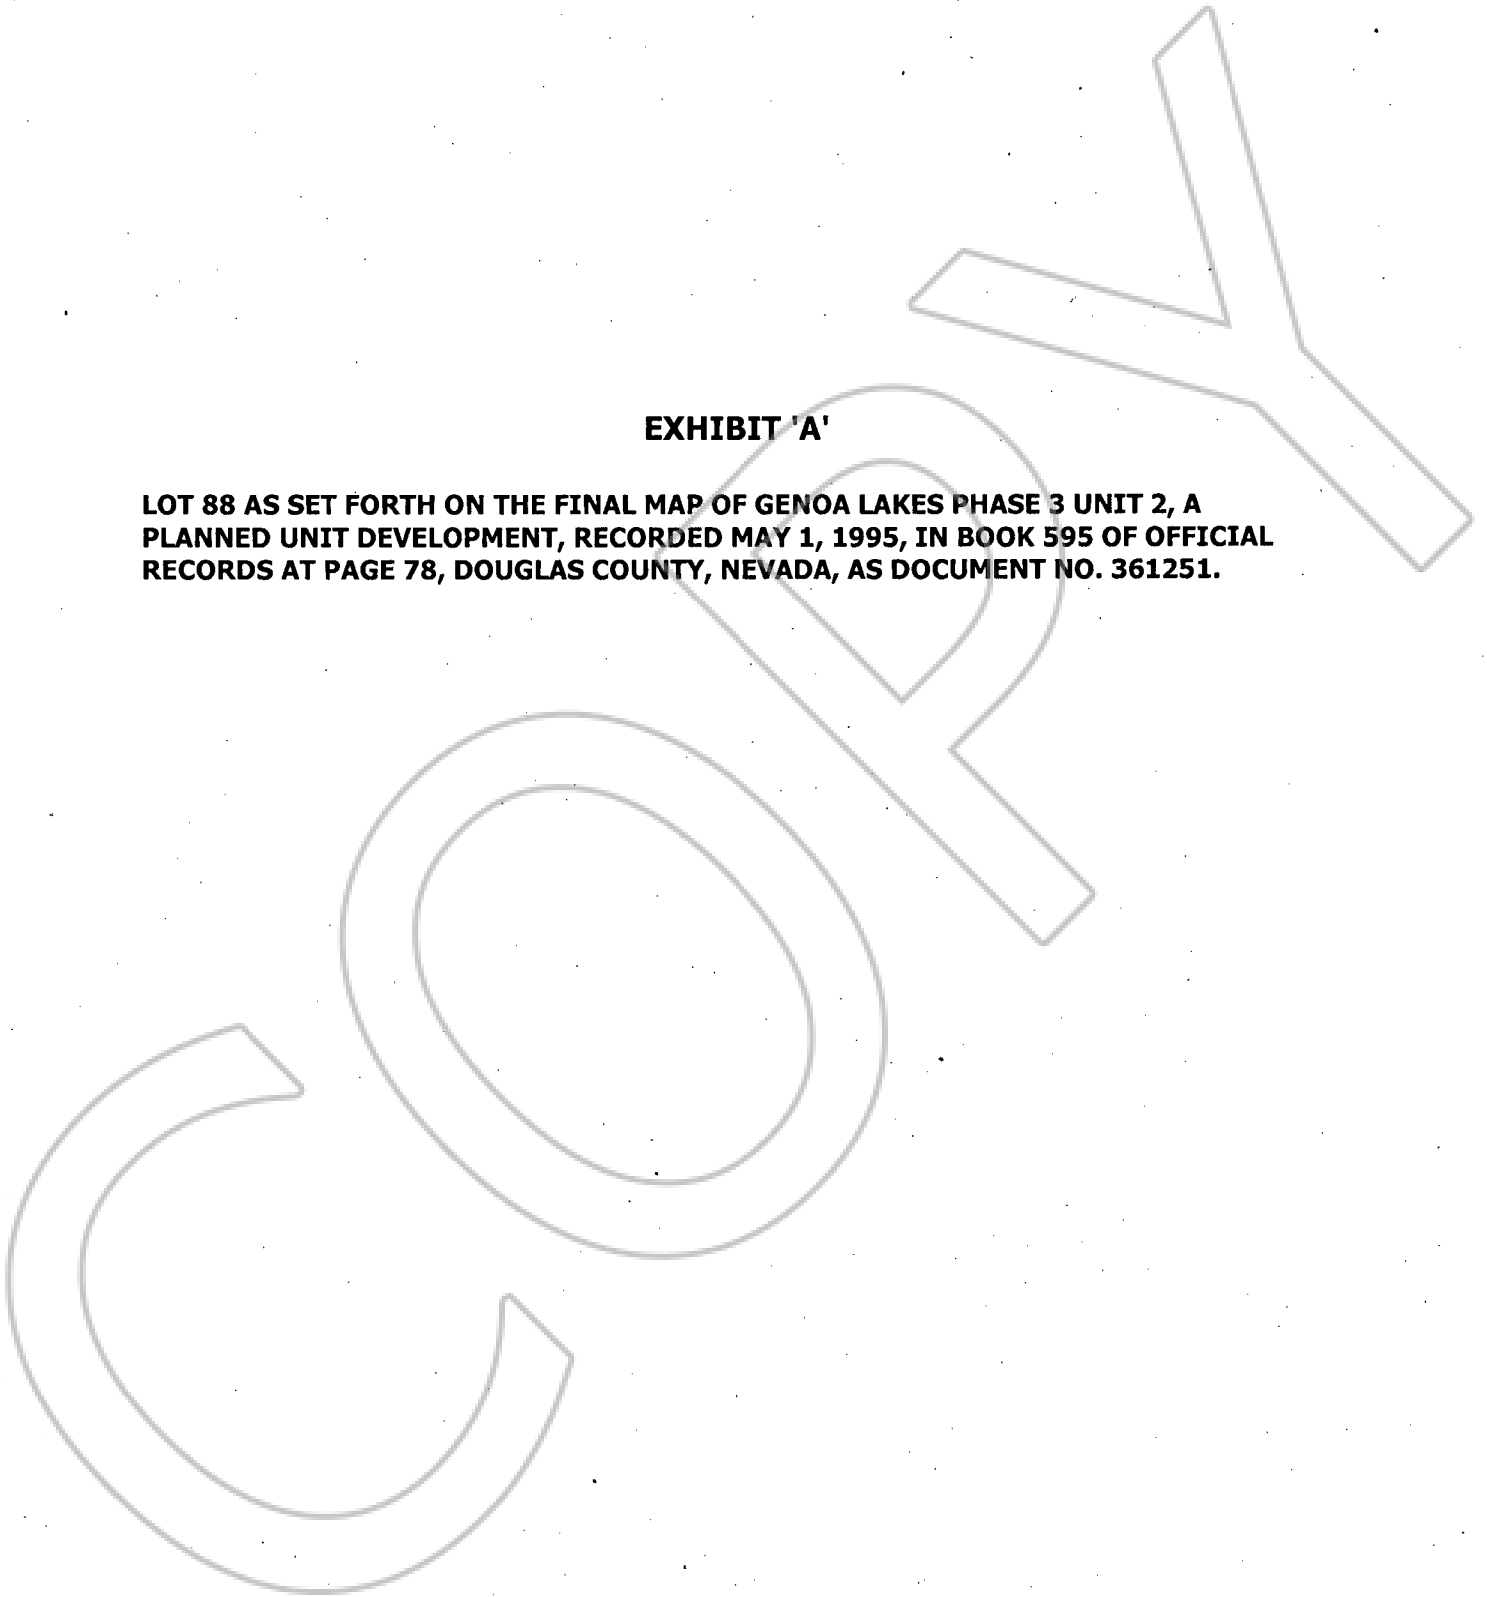 EXHIBIT 'A'
LOT 88 AS SET FORTH ON THE FINAL MAP OF GENOA LAKES PHASE 3 UNIT 2, A
PLANNED UNIT DEVELOPMENT, RECORDED MAY 1, 1995, IN BOOK 595 OF OFFICIAL
RECORDS AT PAGE 78, DOUGLAS COUNTY, NEVADA, AS DOCUMENT NO. 361251.
COPY